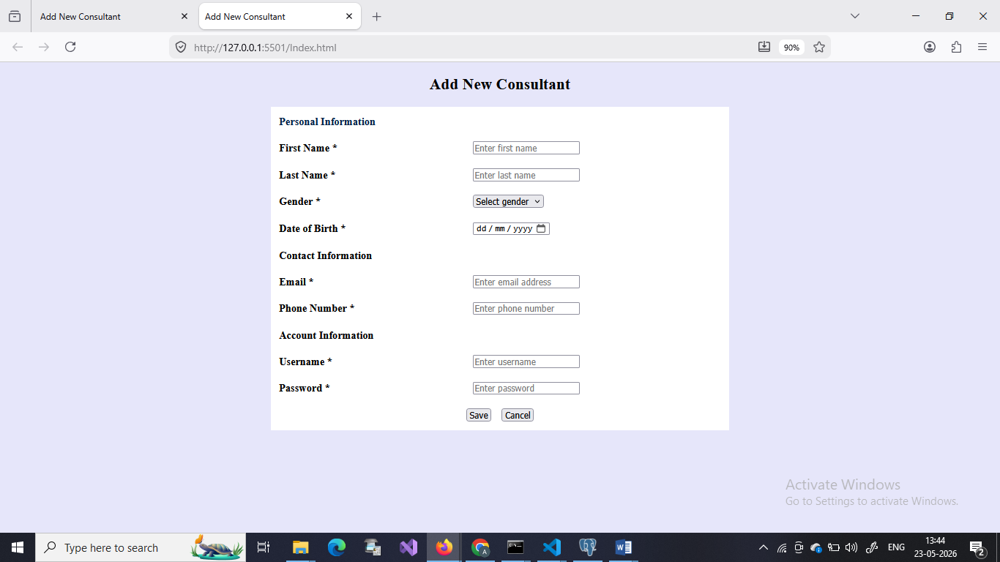 Add New Consultant
Add New Consultant
http://127.0.0.1:5501/Index.html
90%
Add New Consultant
Personal Information
First Name *
Enter first name
Last Name *
Enter last name
Gender *
Select gender
Date of Birth *
dd / mm / yyyy
Contact Information
Email *
Enter email address
Phone Number *
Enter phone number
Account Information
Username *
Enter username
Password *
Enter password
Save Cancel
Activate Windows
Go to Settings to activate Windows.
Type here to search
ENG
13:44
23-05-2026
2